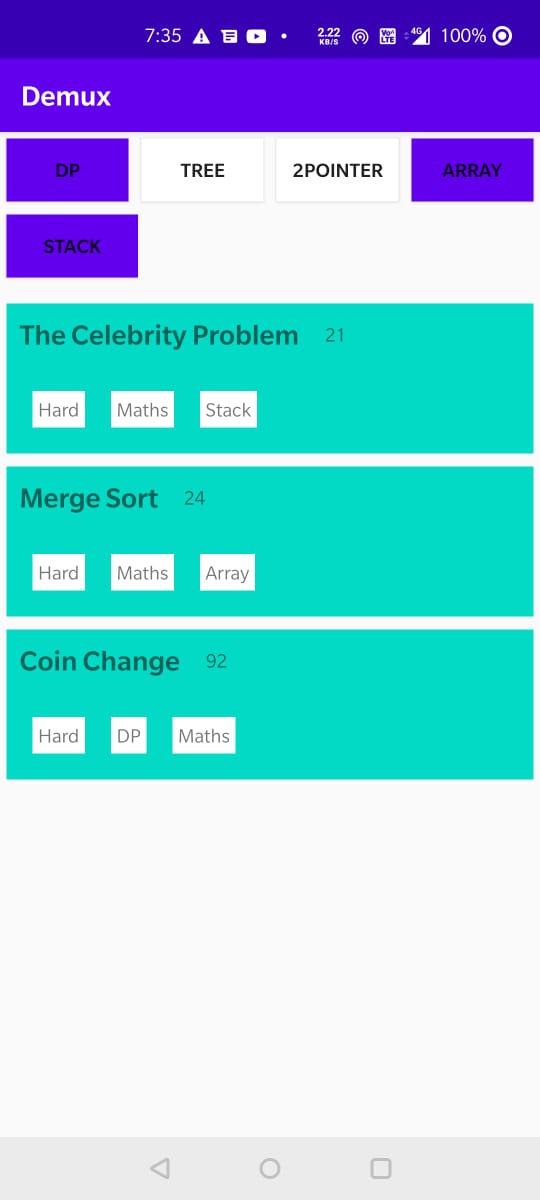 7:35 2.22 KB/S Vo LTE 4G 100%
Demux
DP TREE 2POINTER ARRAY
STACK
The Celebrity Problem 21
Hard Maths Stack
Merge Sort 24
Hard Maths Array
Coin Change 92
Hard DP Maths